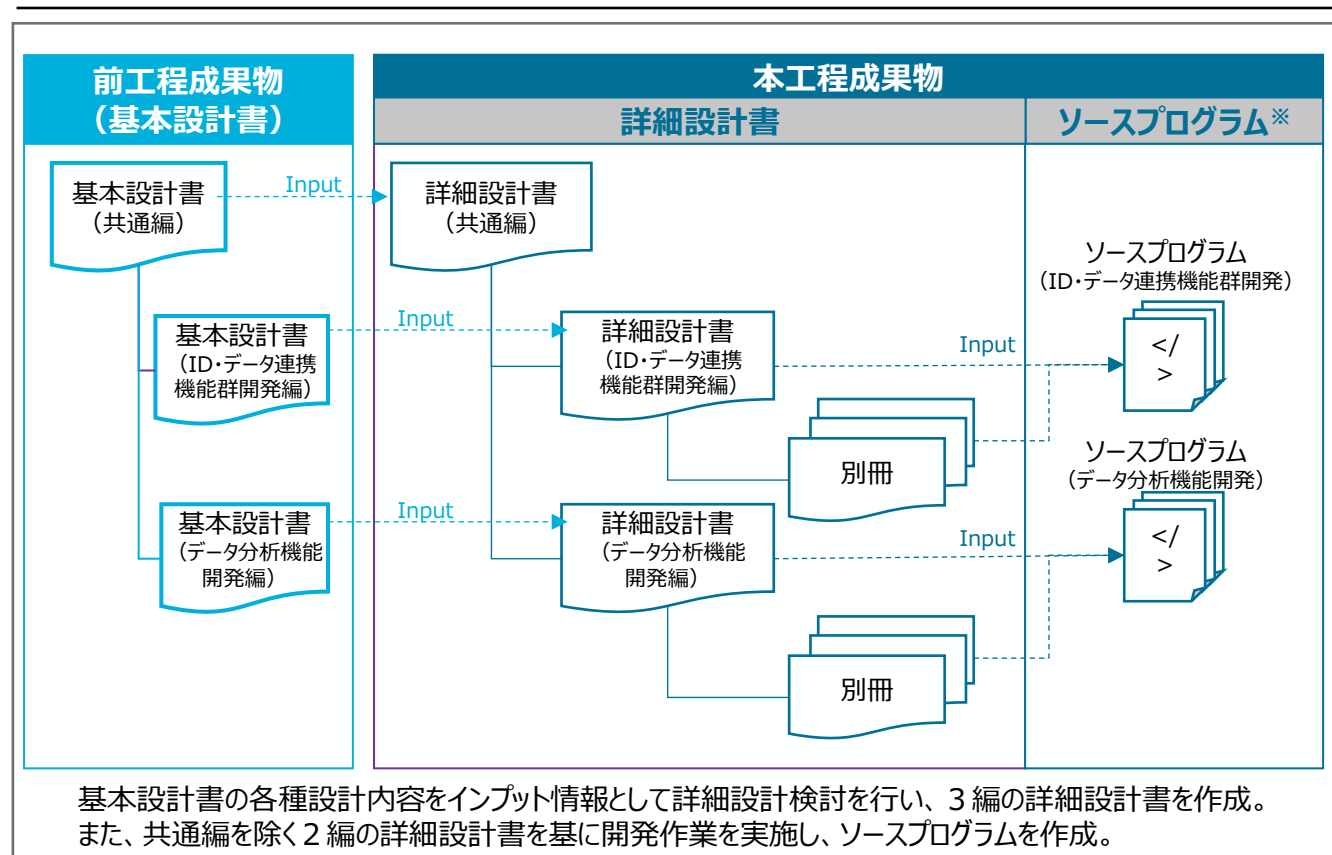 前工程成果物
（基本設計書）
本工程成果物
詳細設計書
ソースプログラム※
基本設計書
（共通編）
Input
詳細設計書
（共通編）
基本設計書
（ID・データ連携
機能群開発編）
Input
詳細設計書
（ID・データ連携
機能群開発編）
別冊
Input
ソースプログラム
（ID・データ連携機能群開発）
</
>
基本設計書
（データ分析機能
開発編）
Input
詳細設計書
（データ分析機能
開発編）
別冊
Input
ソースプログラム
（データ分析機能開発）
</
>
基本設計書の各種設計内容をインプット情報として詳細設計検討を行い、３編の詳細設計書を作成。
また、共通編を除く２編の詳細設計書を基に開発作業を実施し、ソースプログラムを作成。